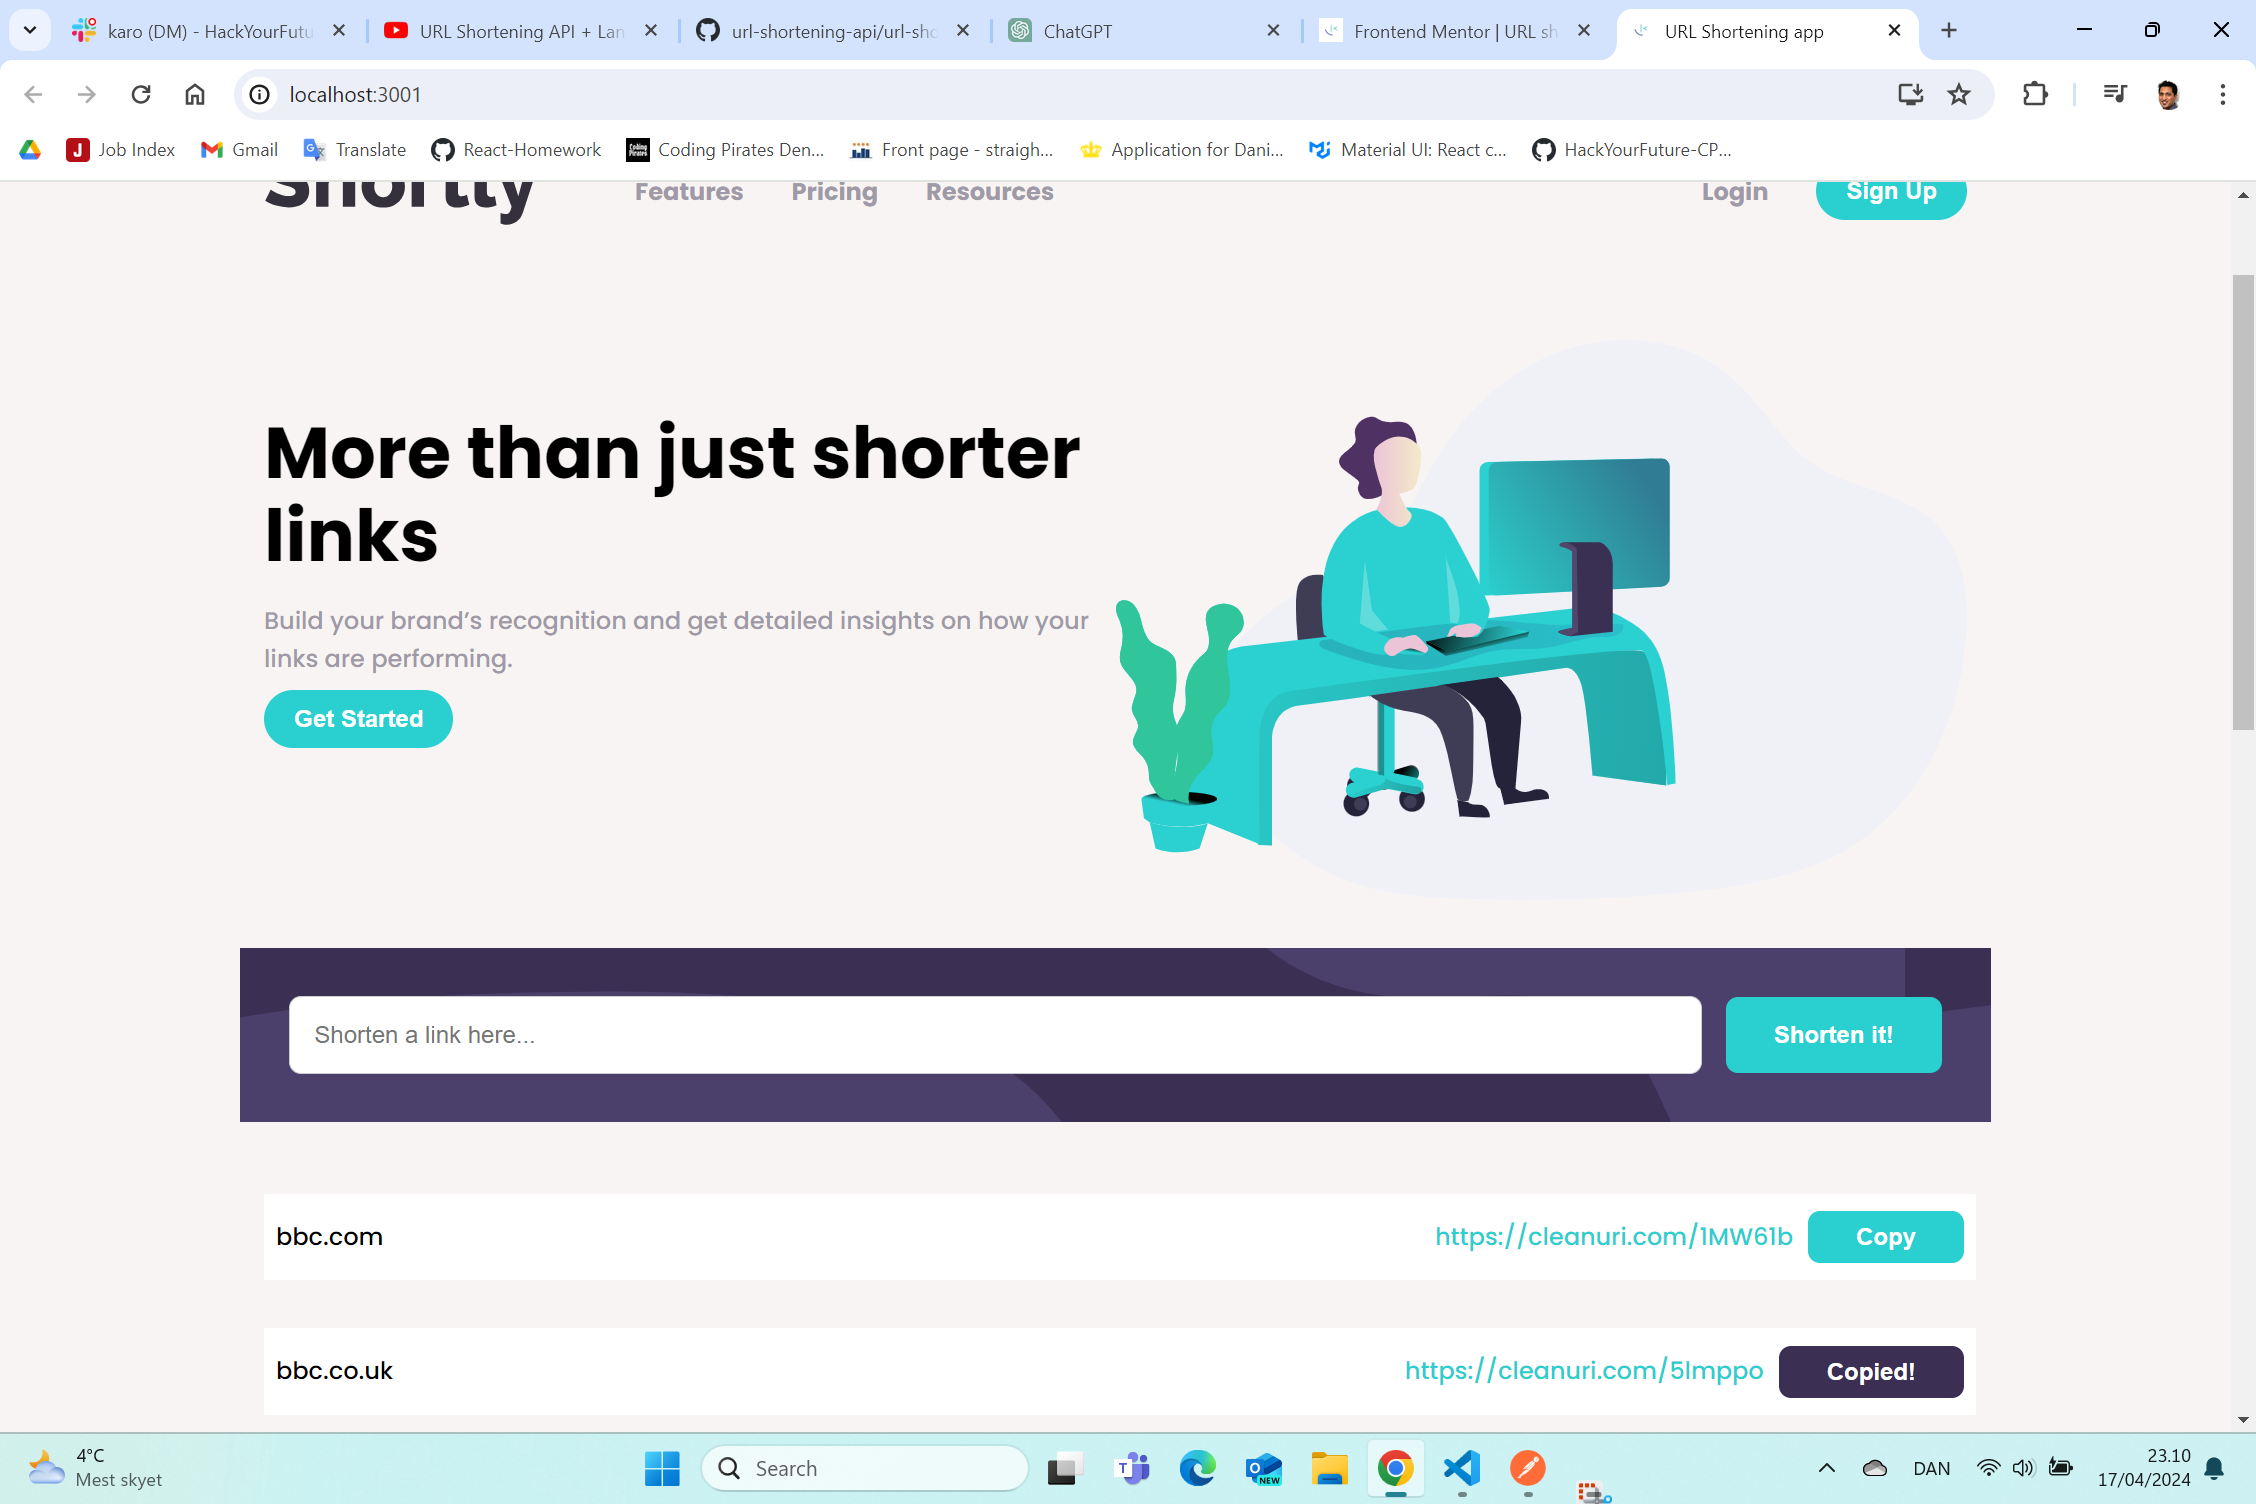 karo (DM) - HackYourFutu
URL Shortening API + Lan
url-shortening-api/url-sho
ChatGPT
Frontend Mentor | URL sh
URL Shortening app
localhost:3001
Job Index
Gmail
Translate
React-Homework
Coding Pirates Den...
Front page - straigh...
Application for Dani...
Material UI: React c...
HackYourFuture-CP...
Shortly
Features
Pricing
Resources
Login
Sign Up
More than just shorter
links
Build your brand’s recognition and get detailed insights on how your
links are performing.
Get Started
Shorten a link here...
Shorten it!
bbc.com
https://cleanuri.com/1MW61b
Copy
bbc.co.uk
https://cleanuri.com/5lmppo
Copied!
4°C
Mest skyet
Search
NEW
DAN
23.10
17/04/2024